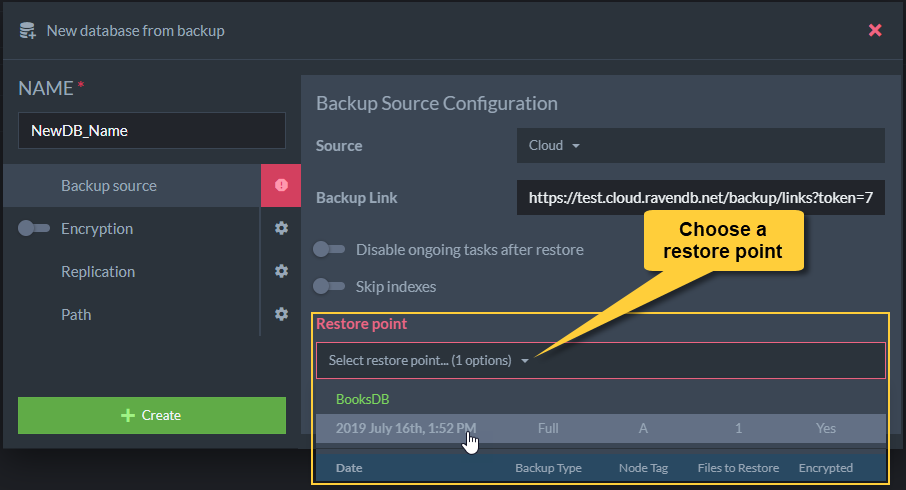 New database from backup
NAME *
NewDB_Name
Backup source
Encryption
Replication
Path
Create
Backup Source Configuration
Source
Cloud
Backup Link
https://test.cloud.ravendb.net/backup/links?token=7
Disable ongoing tasks after restore
Skip indexes
Choose a
restore point
Restore point
Select restore point... (1 options)
BooksDB
2019 July 16th, 1:52 PM Full A 1 Yes
Date Backup Type Node Tag Files to Restore Encrypted